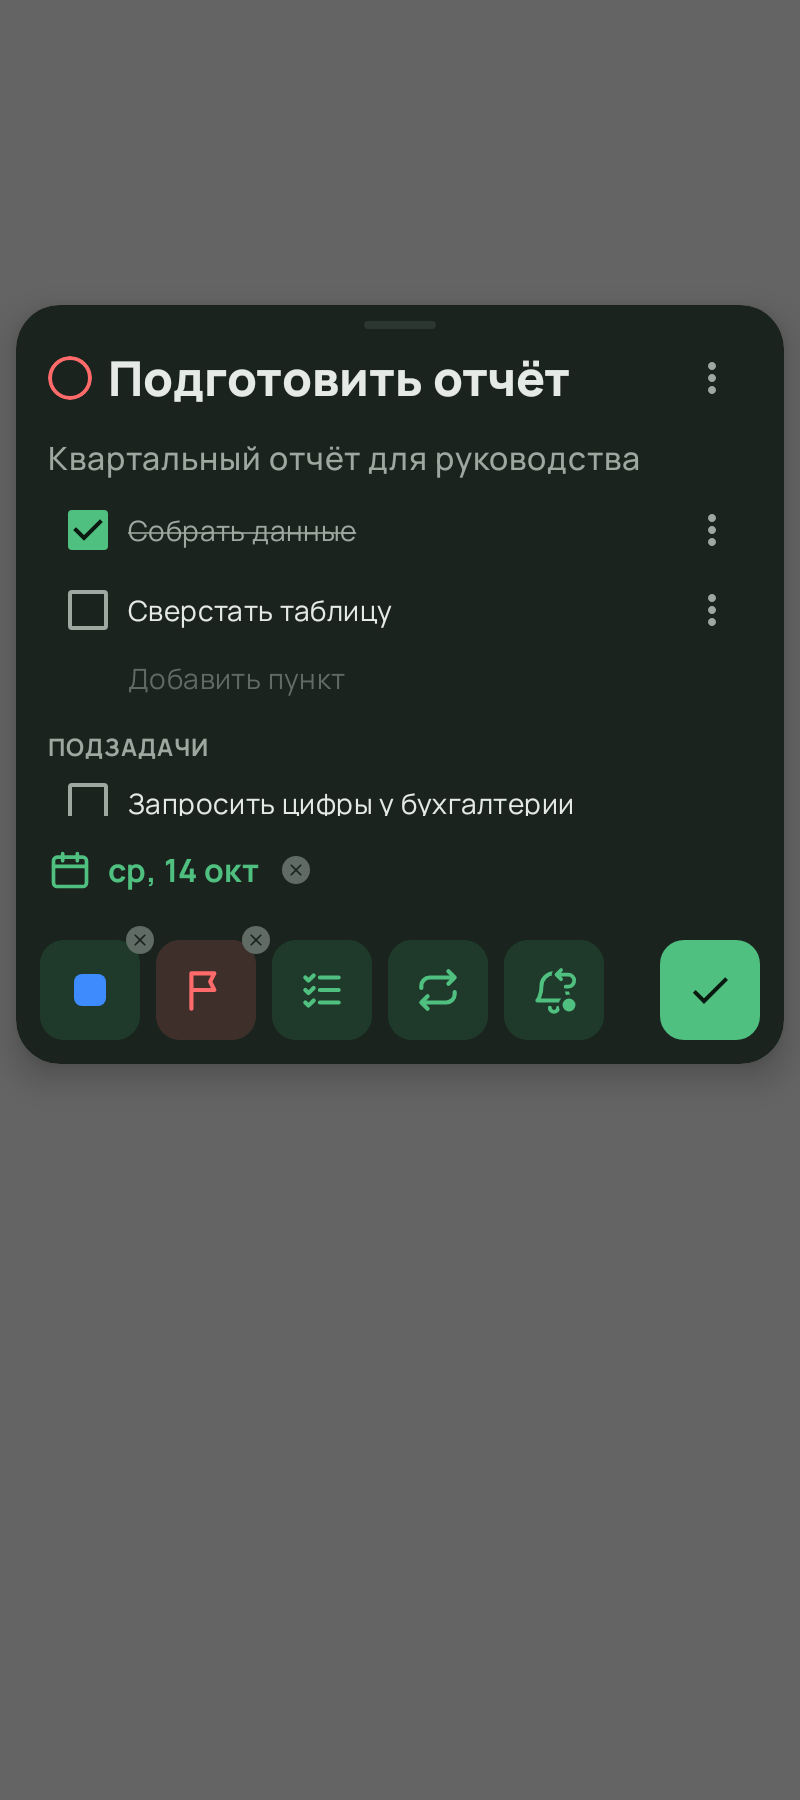 Подготовить отчёт
Квартальный отчёт для руководства
Собрать данные
Сверстать таблицу
Добавить пункт
ПОДЗАДАЧИ
Запросить цифры у бухгалтерии
ср, 14 окт